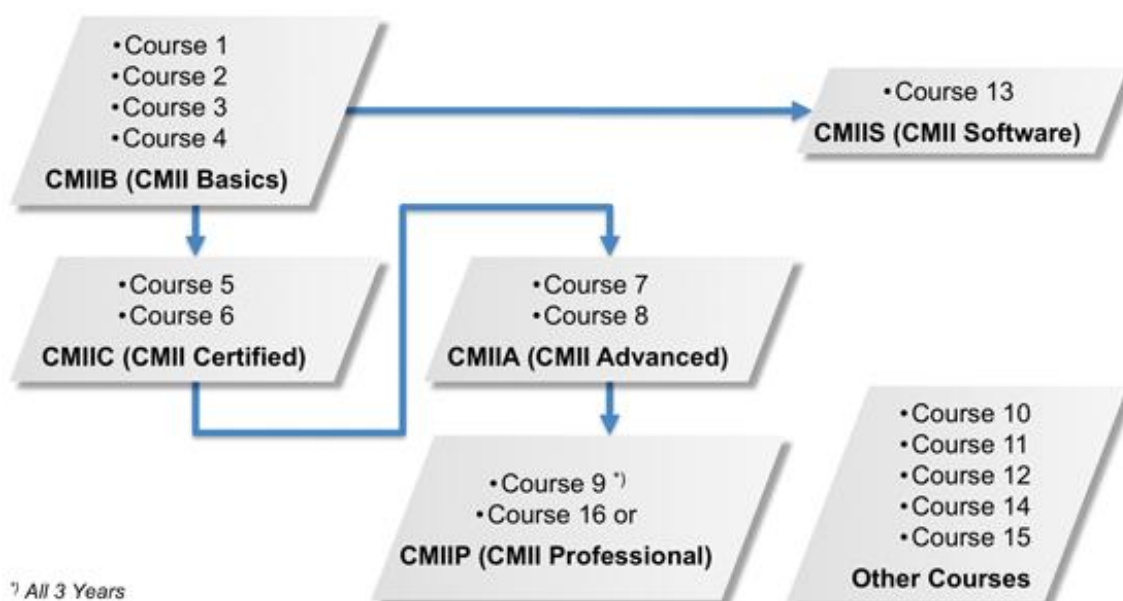 •Course 1
•Course 2
•Course 3
•Course 4
CMIIB (CMII Basics)
•Course 13
CMIIS (CMII Software)
•Course 5
•Course 6
CMIIC (CMII Certified)
•Course 7
•Course 8
CMIIA (CMII Advanced)
•Course 9 *)
•Course 16 or
CMIIP (CMII Professional)
•Course 10
•Course 11
•Course 12
•Course 14
•Course 15
Other Courses
*) All 3 Years